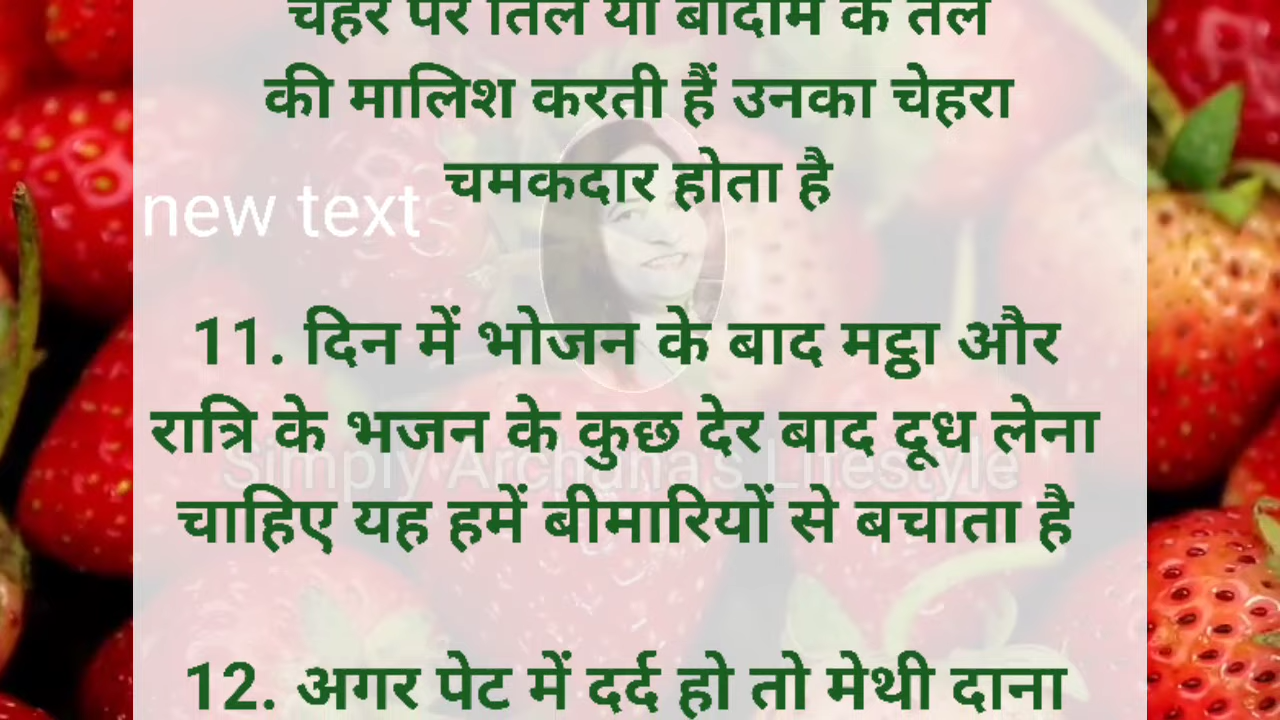 चेहरे पर तिल या बादाम के तेल
की मालिश करती हैं उनका चेहरा
चमकदार होता है
new text
11. दिन में भोजन के बाद मट्ठा और
रात्रि के भजन के कुछ देर बाद दूध लेना
Simply Archana's Lifestyle
चाहिए यह हमें बीमारियों से बचाता है
12. अगर पेट में दर्द हो तो मेथी दाना